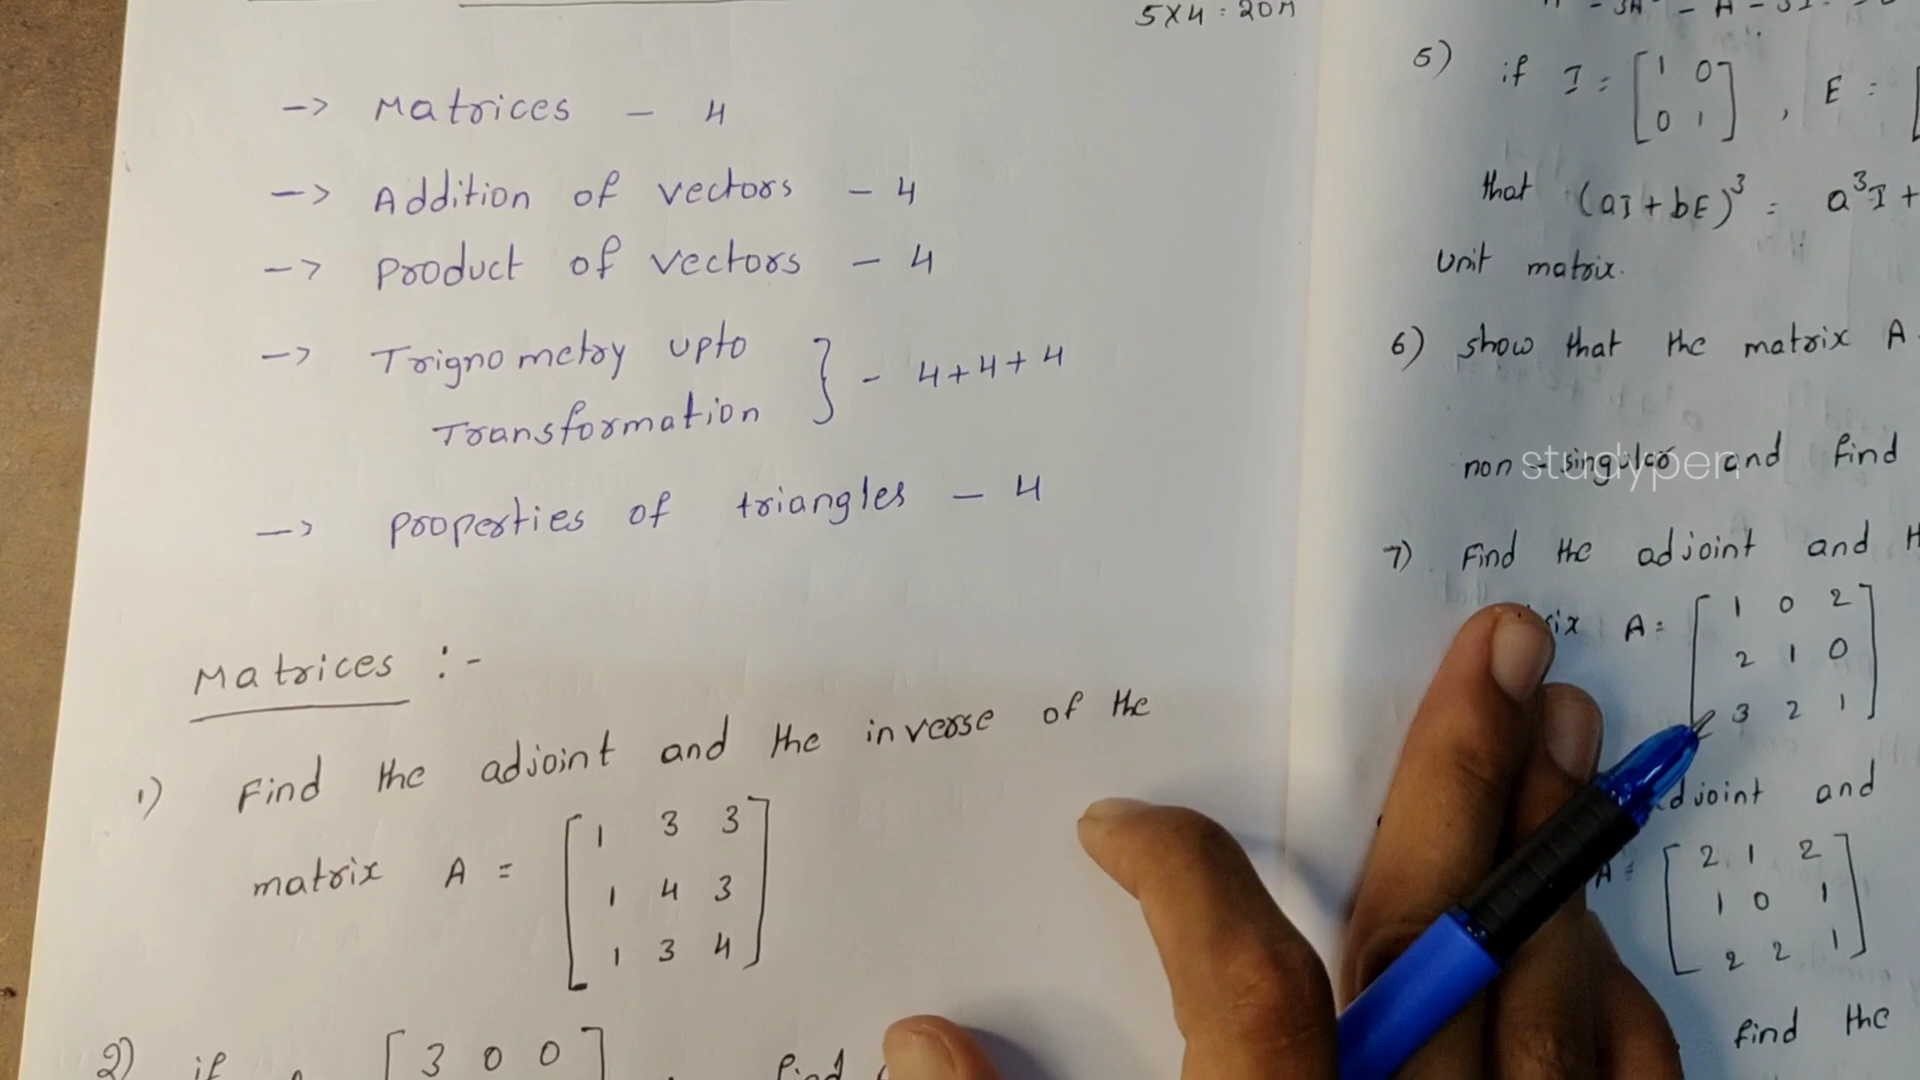 5x4 = 20M
-> Matrices - 4
-> Addition of vectors - 4
-> product of vectors - 4
-> Trignometry upto
Transformation } - 4+4+4
-> properties of triangles - 4
Matrices :-
1) Find the adjoint and the inverse of the
matrix A = [ 1 3 3
1 4 3
1 3 4 ]
2) if [ 3 0 0 ]
5) if I = [ 1 0
0 1 ] , E = [
that (aI+bE)³ = a³I +
unit matrix.
6) show that the matrix A
non - singular and find
studypen
7) Find the adjoint and
A = [ 1 0 2
2 1 0
3 2 1 ]
adjoint and
A = [ 2 1 2
1 0 1
2 2 1 ]
find the